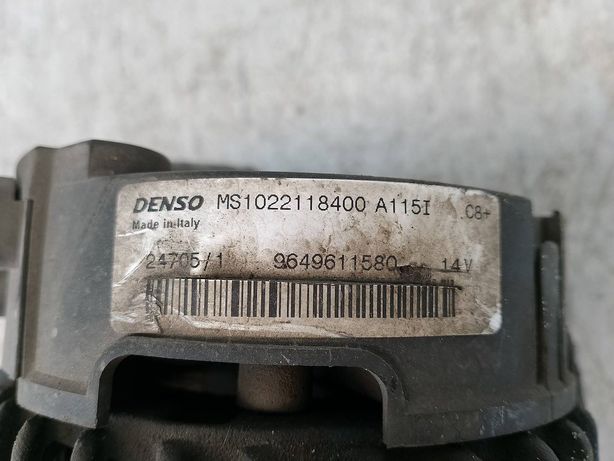 DENSO MS1022118400 A115I C8+
Made in Italy
24705/1 9649611580 14V